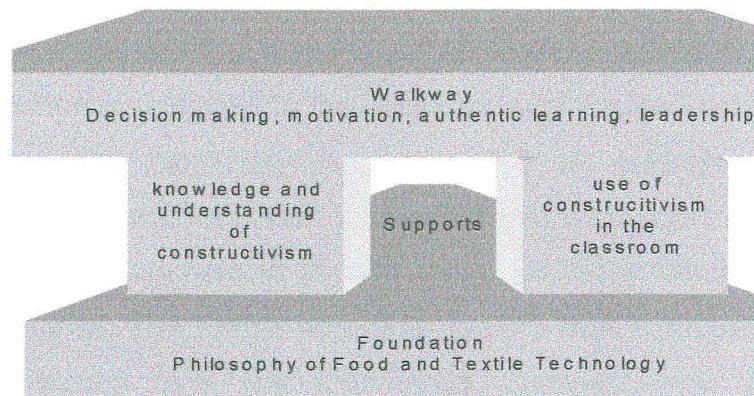 Walkway
Decision making, motivation, authentic learning, leadership
knowledge and
understanding
of
constructivism
Supports
use of
construcitivism
in the
classroom
Foundation
Philosophy of Food and Textile Technology